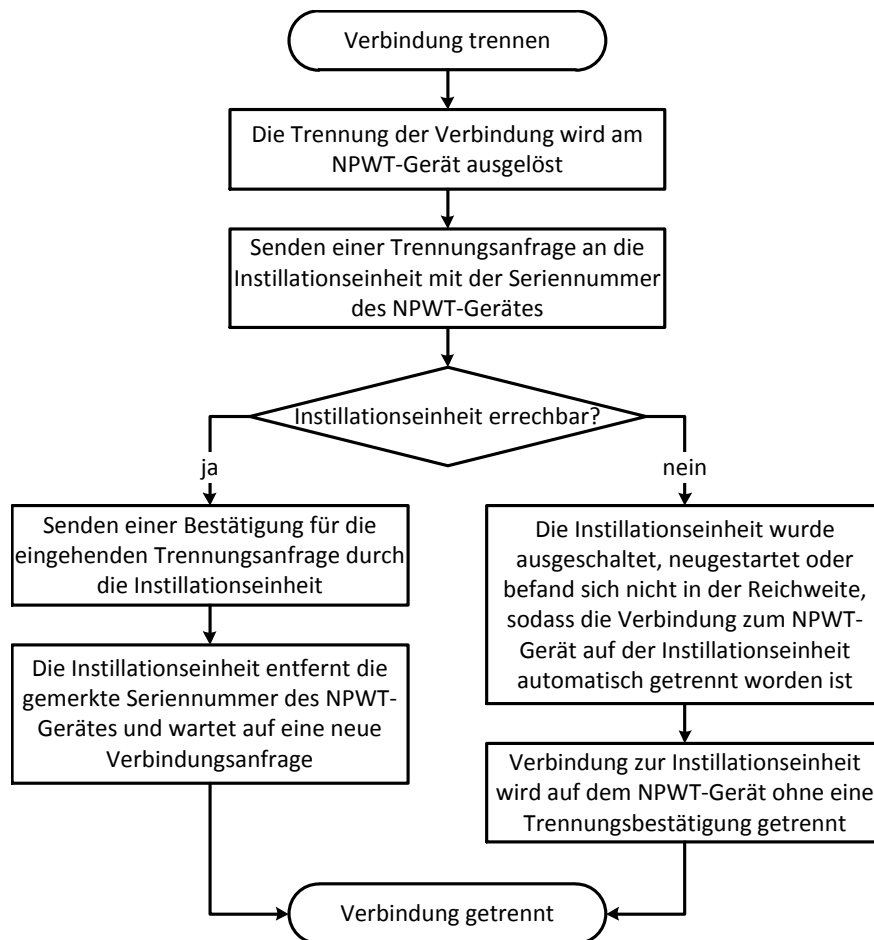 Verbindung trennen
Die Trennung der Verbindung wird am
NPWT-Gerät ausgelöst
Senden einer Trennungsanfrage an die
Instillationseinheit mit der Seriennummer
des NPWT-Gerätes
Instillationseinheit errechbar?
ja
nein
Senden einer Bestätigung für die
eingehenden Trennungsanfrage durch
die Instillationseinheit
Die Instillationseinheit entfernt die
gemerkte Seriennummer des NPWT-
Gerätes und wartet auf eine neue
Verbindungsanfrage
Die Instillationseinheit wurde
ausgeschaltet, neugestartet oder
befand sich nicht in der Reichweite,
sodass die Verbindung zum NPWT-
Gerät auf der Instillationseinheit
automatisch getrennt worden ist
Verbindung zur Instillationseinheit
wird auf dem NPWT-Gerät ohne eine
Trennungsbestätigung getrennt
Verbindung getrennt